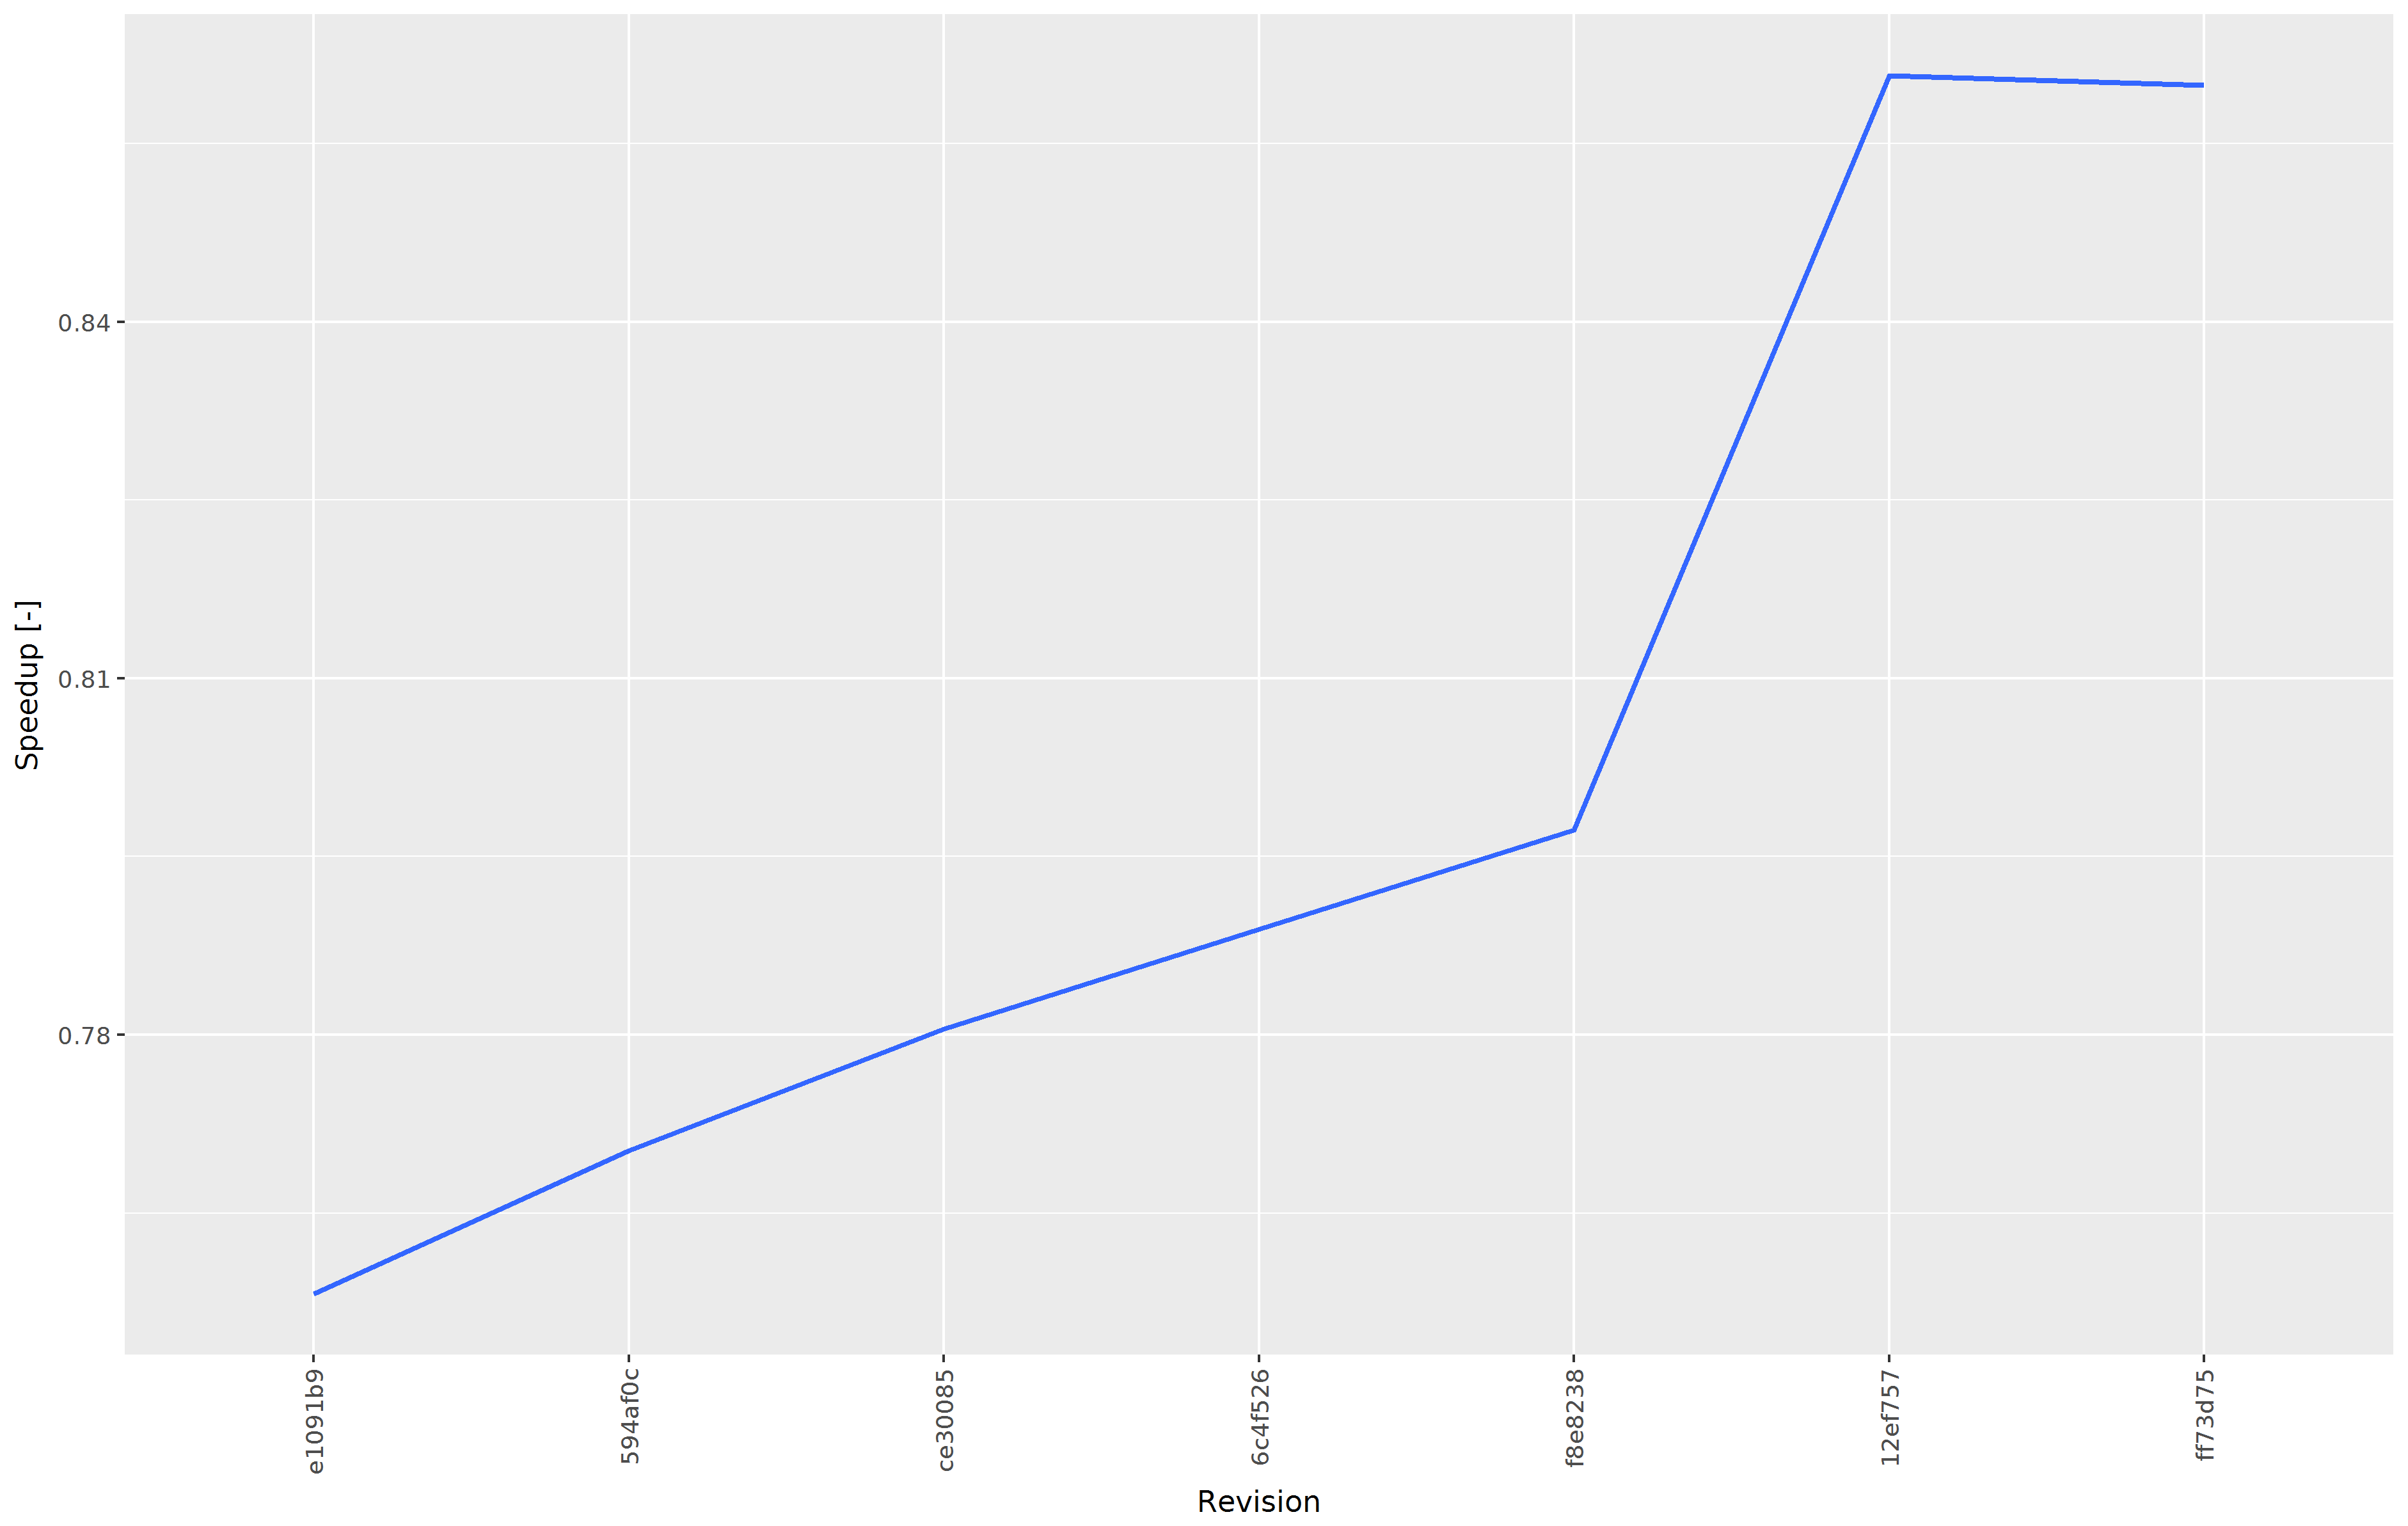 0.84
0.81
0.78
Speedup [-]
e1091b9
594af0c
ce30085
6c4f526
f8e8238
12ef757
ff73d75
Revision